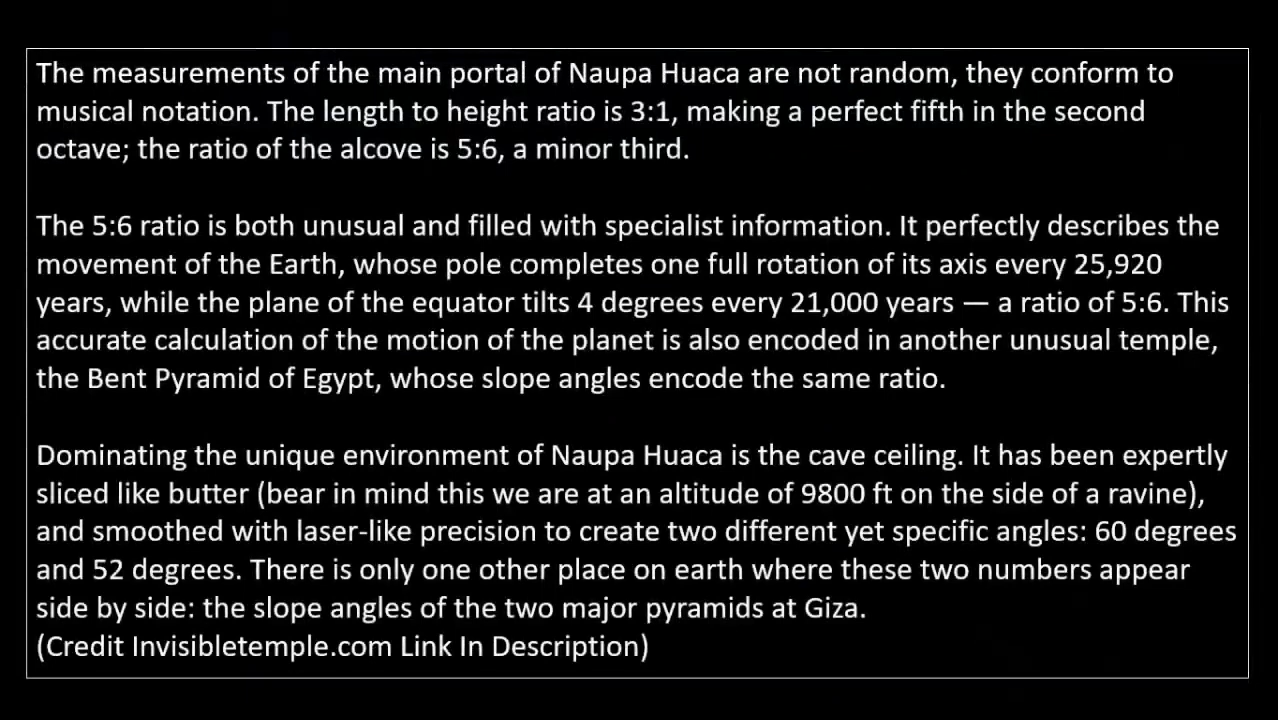 The measurements of the main portal of Naupa Huaca are not random, they conform to
musical notation. The length to height ratio is 3:1, making a perfect fifth in the second
octave; the ratio of the alcove is 5:6, a minor third.
The 5:6 ratio is both unusual and filled with specialist information. It perfectly describes the
movement of the Earth, whose pole completes one full rotation of its axis every 25,920
years, while the plane of the equator tilts 4 degrees every 21,000 years — a ratio of 5:6. This
accurate calculation of the motion of the planet is also encoded in another unusual temple,
the Bent Pyramid of Egypt, whose slope angles encode the same ratio.
Dominating the unique environment of Naupa Huaca is the cave ceiling. It has been expertly
sliced like butter (bear in mind this we are at an altitude of 9800 ft on the side of a ravine),
and smoothed with laser-like precision to create two different yet specific angles: 60 degrees
and 52 degrees. There is only one other place on earth where these two numbers appear
side by side: the slope angles of the two major pyramids at Giza.
(Credit Invisibletemple.com Link In Description)